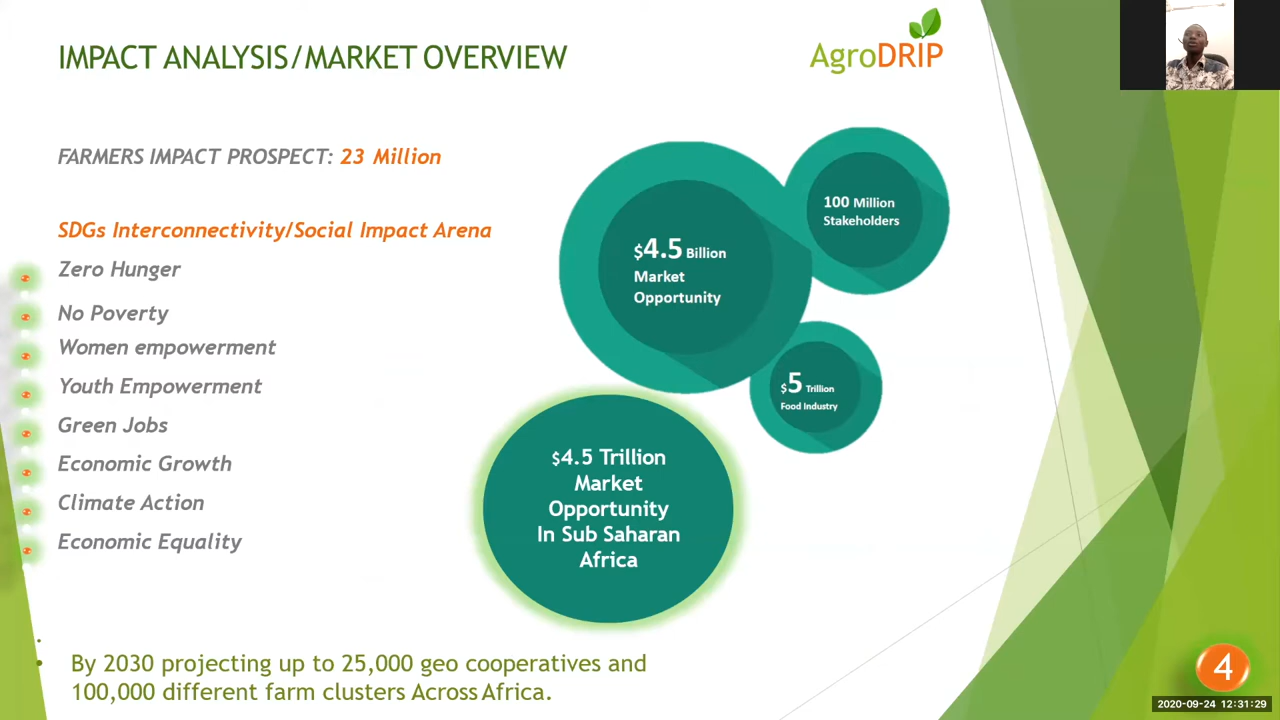 IMPACT ANALYSIS/MARKET OVERVIEW
AgroDRIP
FARMERS IMPACT PROSPECT: 23 Million
SDGs Interconnectivity/Social Impact Arena
Zero Hunger
No Poverty
Women empowerment
Youth Empowerment
Green Jobs
Economic Growth
Climate Action
Economic Equality
$4.5 Billion
Market
Opportunity
100 Million
Stakeholders
$5 Trillion
Food Industry
$4.5 Trillion
Market
Opportunity
In Sub Saharan
Africa
By 2030 projecting up to 25,000 geo cooperatives and
100,000 different farm clusters Across Africa.
4
2020-09-24 12:31:29